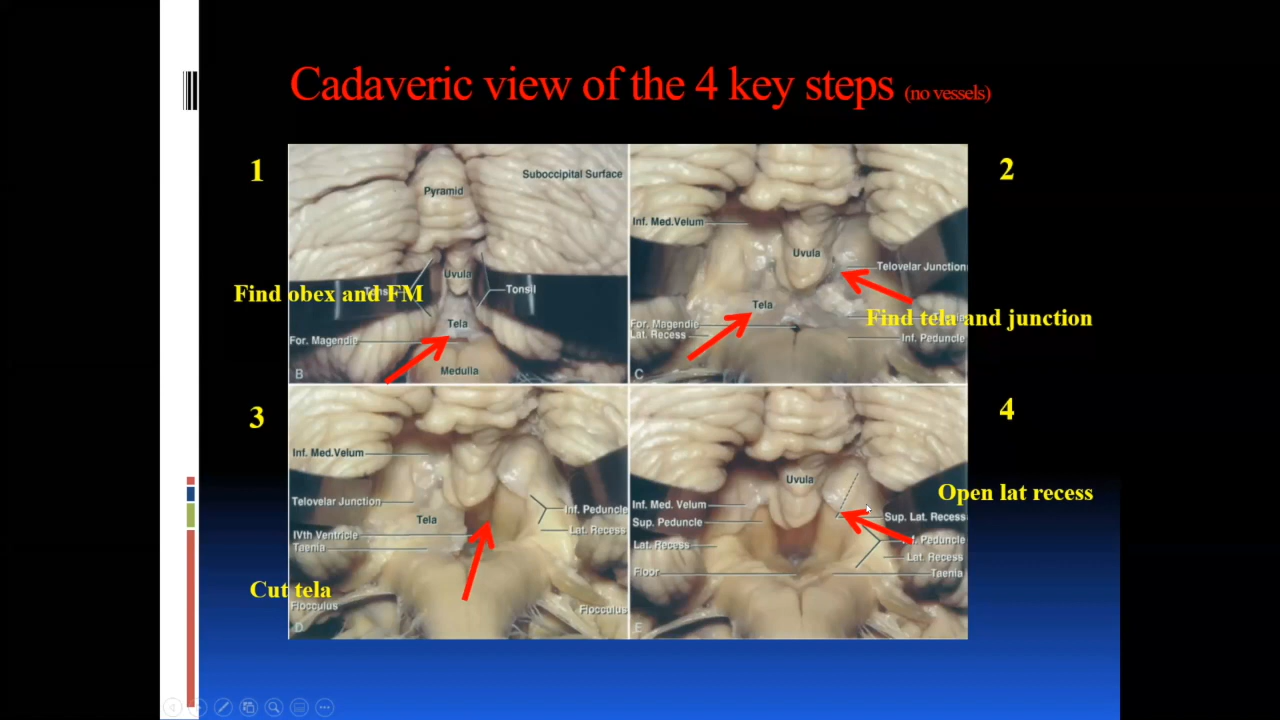 Cadaveric view of the 4 key steps (no vessels)
1
Pyramid
Suboccipital Surface
Uvula
Tonsil
Find obex and FM
Tela
For. Magendie
Medulla
B
2
Inf. Med.Velum
Uvula
Telovelar Junction
Tela
Find tela and junction
For. Magendie
Lat. Recess
Inf. Peduncle
C
3
Inf. Med.Velum
Telovelar Junction
Tela
Inf. Peduncle
Lat. Recess
IVth Ventricle
Taenia
Cut tela
Flocculus
Flocculus
D
4
Uvula
Open lat recess
Inf. Med. Velum
Sup. Peduncle
Sup. Lat. Recess
Lat. Recess
Peduncle
Lat. Recess
Floor
Taenia
E